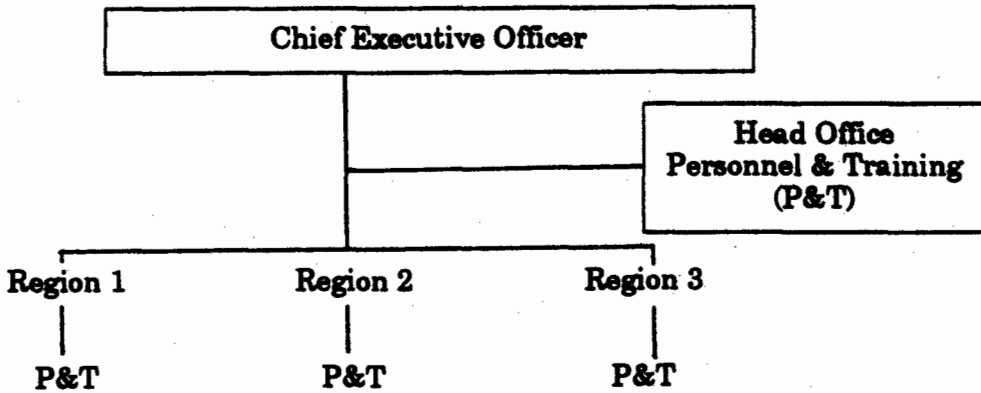 Chief Executive Officer
Head Office
Personnel & Training
(P&T)
Region 1
Region 2
Region 3
P&T
P&T
P&T